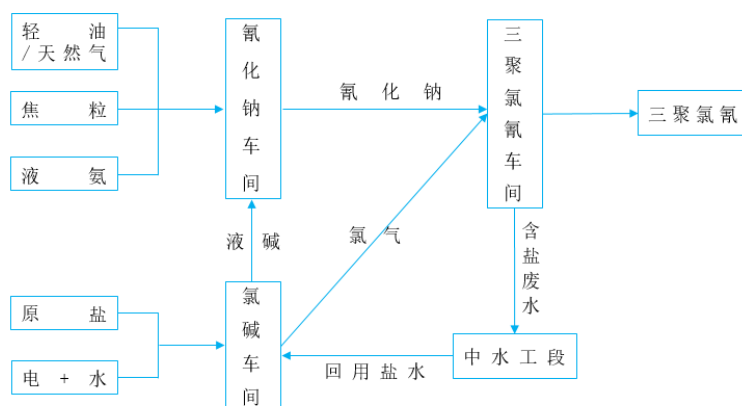 轻油
/天然气
焦粒
液氨
氰化钠车间
氰化钠
三聚氯氰车间
三聚氯氰
液碱
氯气
含盐废水
原盐
电+水
氯碱车间
回用盐水
中水工段